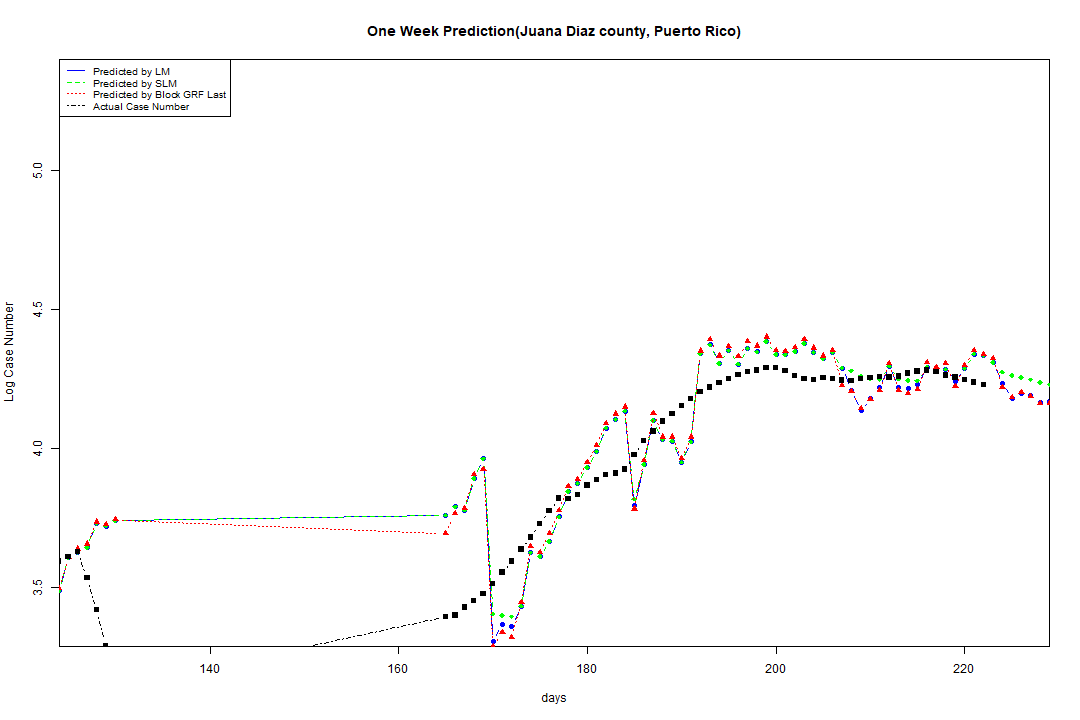 One Week Prediction(Juana Diaz county, Puerto Rico)
Predicted by LM
Predicted by SLM
Predicted by Block GRF Last
Actual Case Number
Log Case Number
5.0
4.5
4.0
3.5
140 160 180 200 220
days